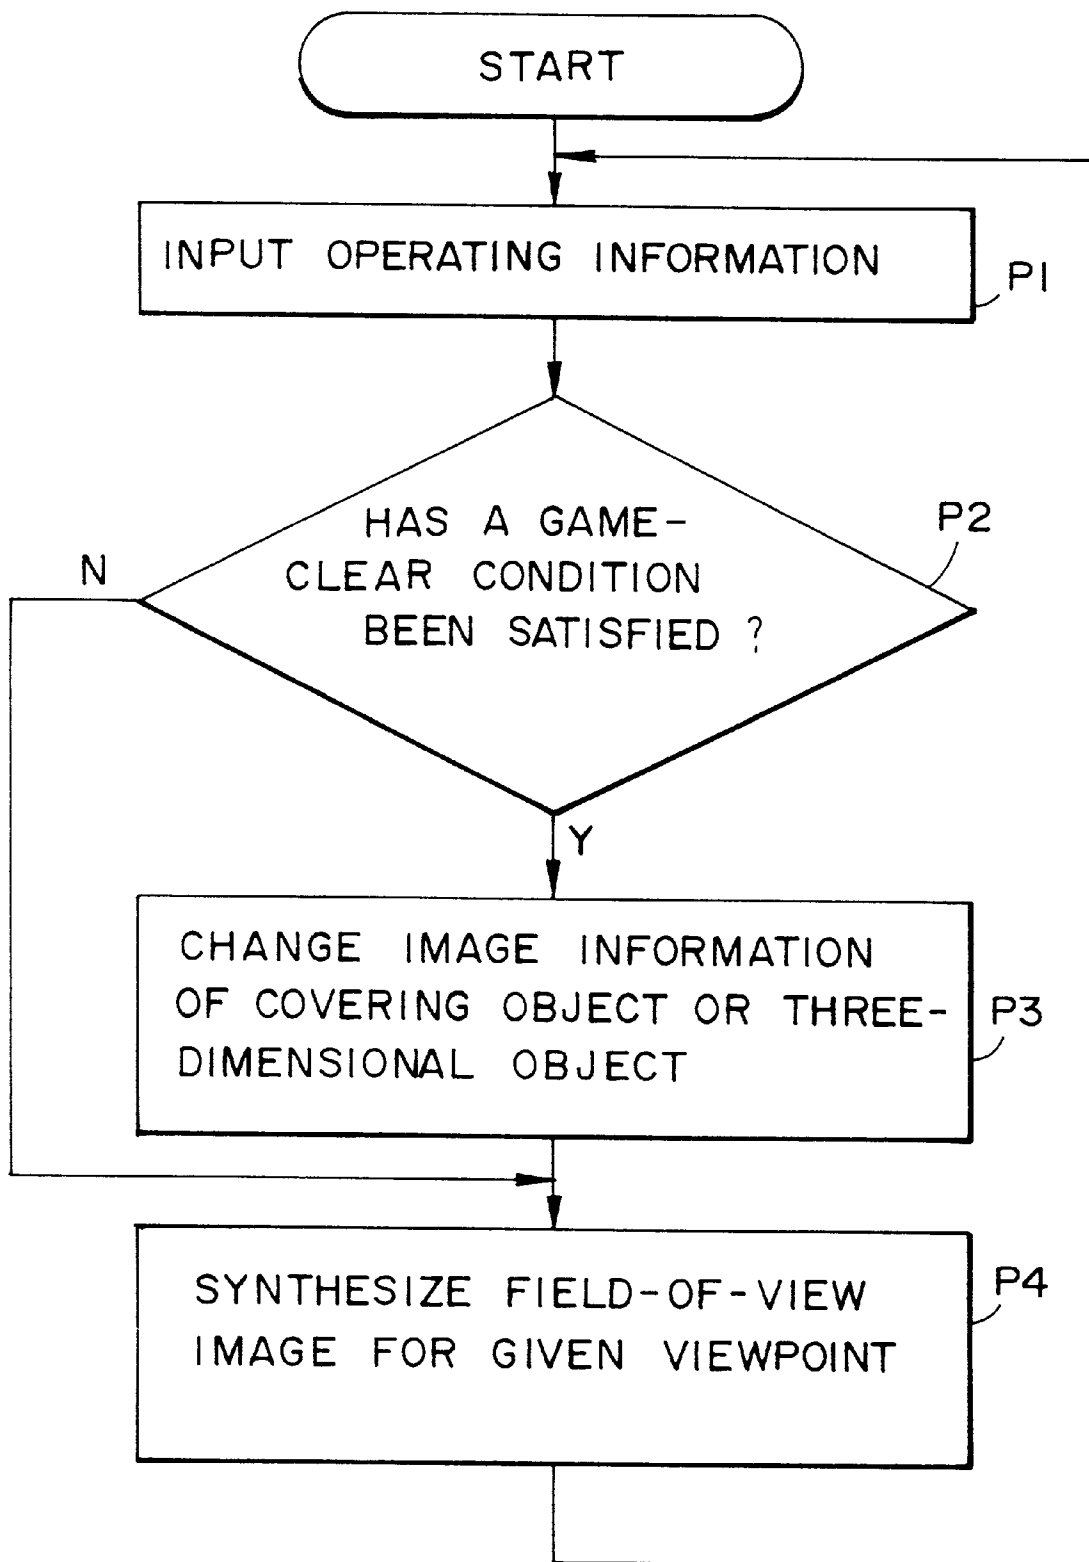 START
INPUT OPERATING INFORMATION
P1
HAS A GAME-
CLEAR CONDITION
BEEN SATISFIED ?
P2
N
Y
CHANGE IMAGE INFORMATION
OF COVERING OBJECT OR THREE-
DIMENSIONAL OBJECT
P3
SYNTHESIZE FIELD-OF-VIEW
IMAGE FOR GIVEN VIEWPOINT
P4